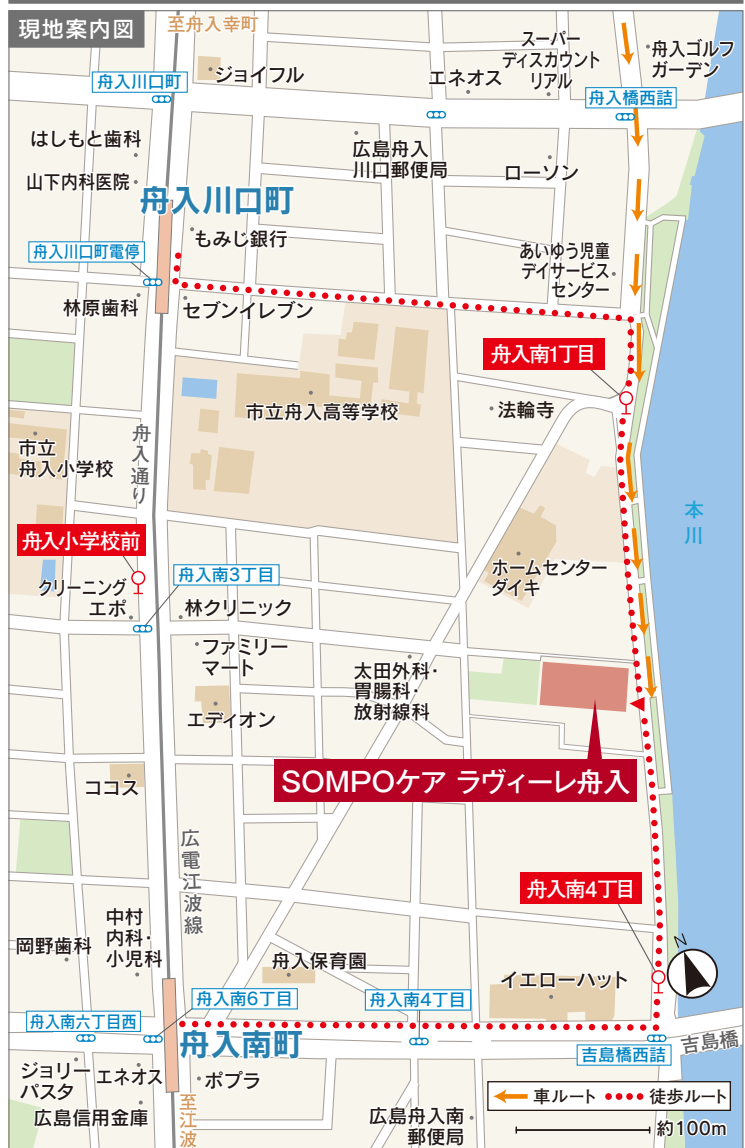 現地案内図
至舟入幸町
ジョイフル
スーパー
ディスカウント
リアル
舟入ゴルフ
ガーデン
舟入川口町
エネオス
舟入橋西詰
はしもと歯科
広島舟入
川口郵便局
ローソン
山下内科医院
舟入川口町
もみじ銀行
舟入川口町電停
あいゆう児童
デイサービス
センター
林原歯科
セブンイレブン
舟入南1丁目
市立舟入高等学校
法輪寺
市立
舟入小学校
舟入通り
本川
舟入小学校前
ホームセンター
ダイキ
クリーニング
エポ
舟入南3丁目
林クリニック
ファミリー
マート
太田外科・
胃腸科・
放射線科
エディオン
SOMPOケア ラヴィーレ舟入
ココス
広電江波線
舟入南4丁目
中村
内科・
小児科
岡野歯科
舟入保育園
イエローハット
N
舟入南六丁目西
舟入南6丁目
舟入南4丁目
舟入南町
吉島橋西詰
吉島橋
ジョリー
パスタ
エネオス
ポプラ
広島信用金庫
至江波
広島舟入南
郵便局
車ルート
徒歩ルート
約100m